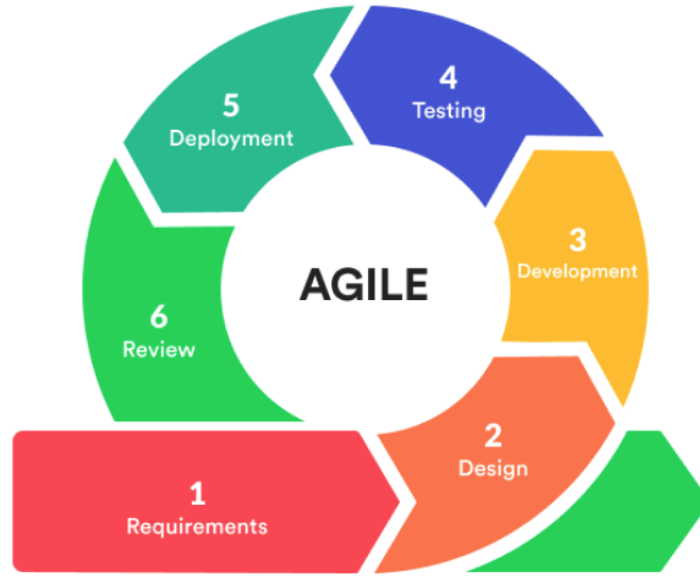 AGILE
1
Requirements
2
Design
3
Development
4
Testing
5
Deployment
6
Review